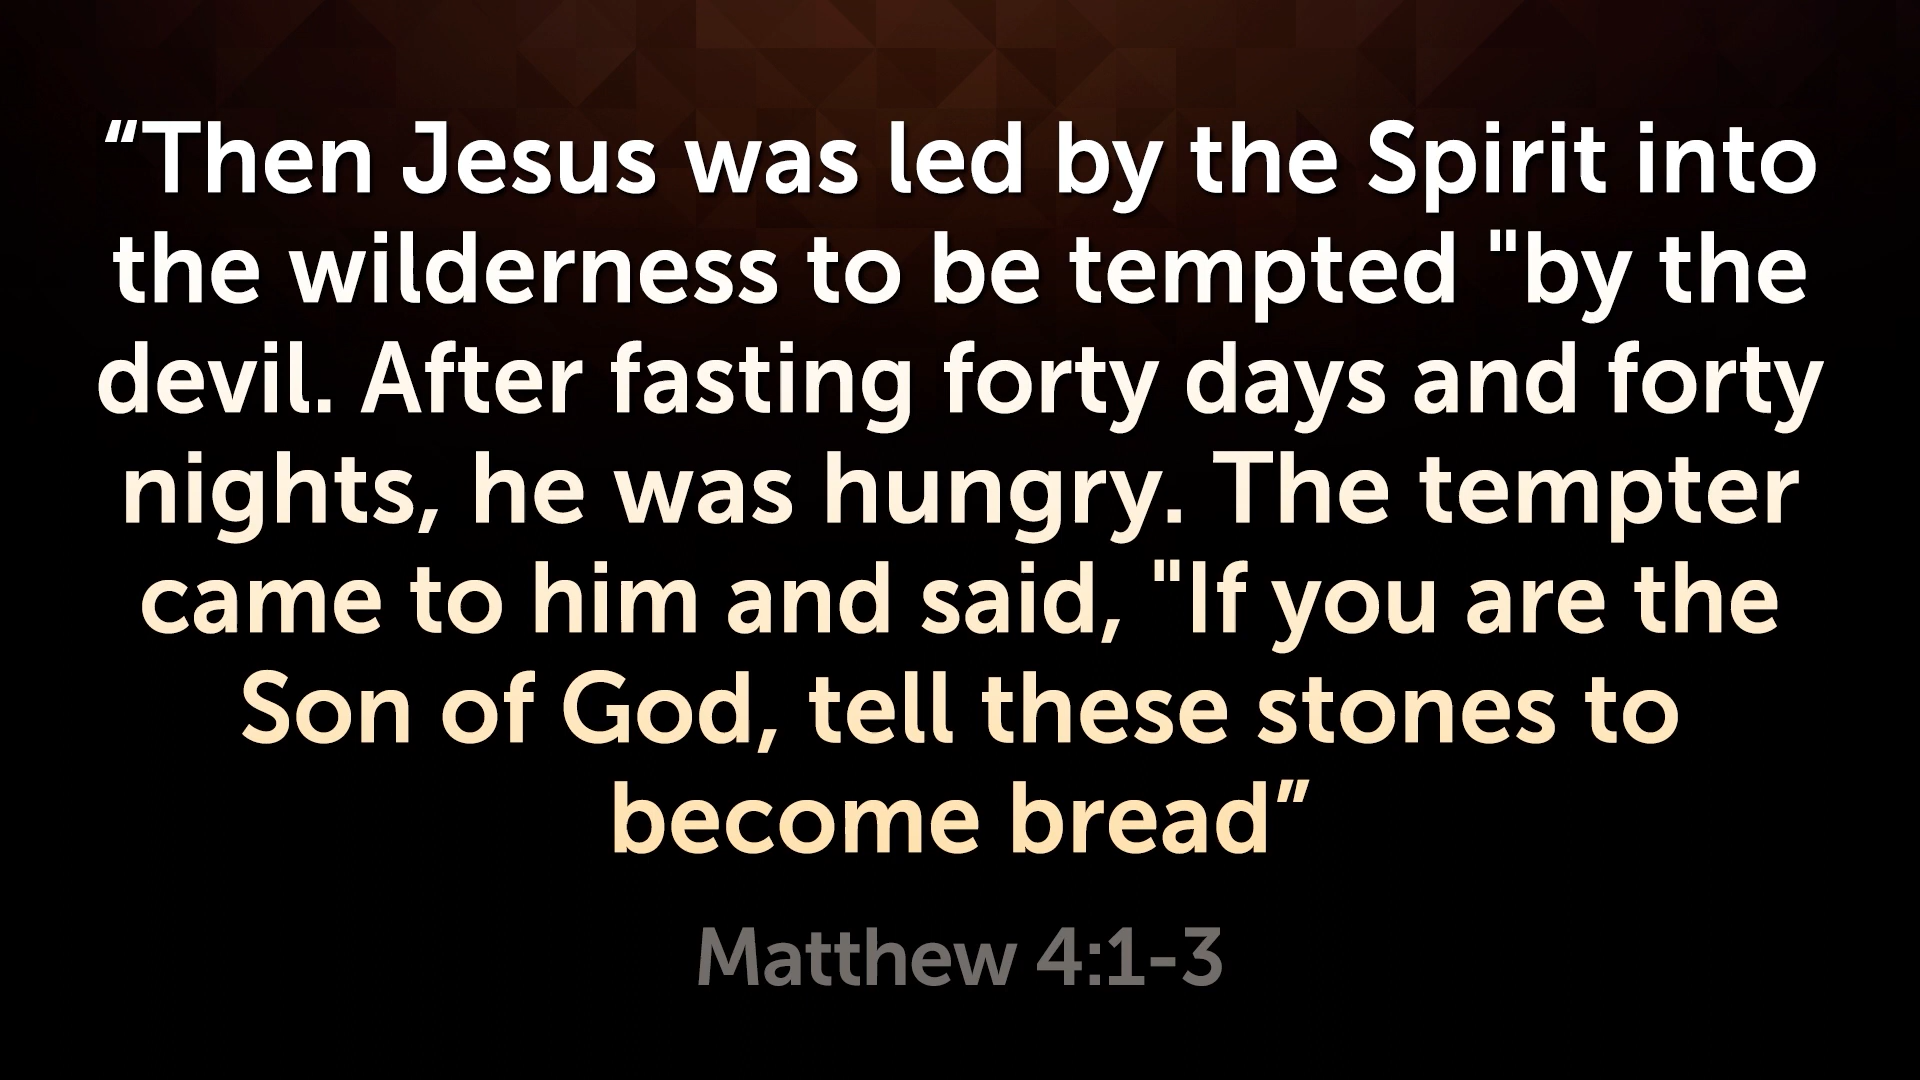 “Then Jesus was led by the Spirit into
the wilderness to be tempted "by the
devil. After fasting forty days and forty
nights, he was hungry. The tempter
came to him and said, "If you are the
Son of God, tell these stones to
become bread”
Matthew 4:1-3